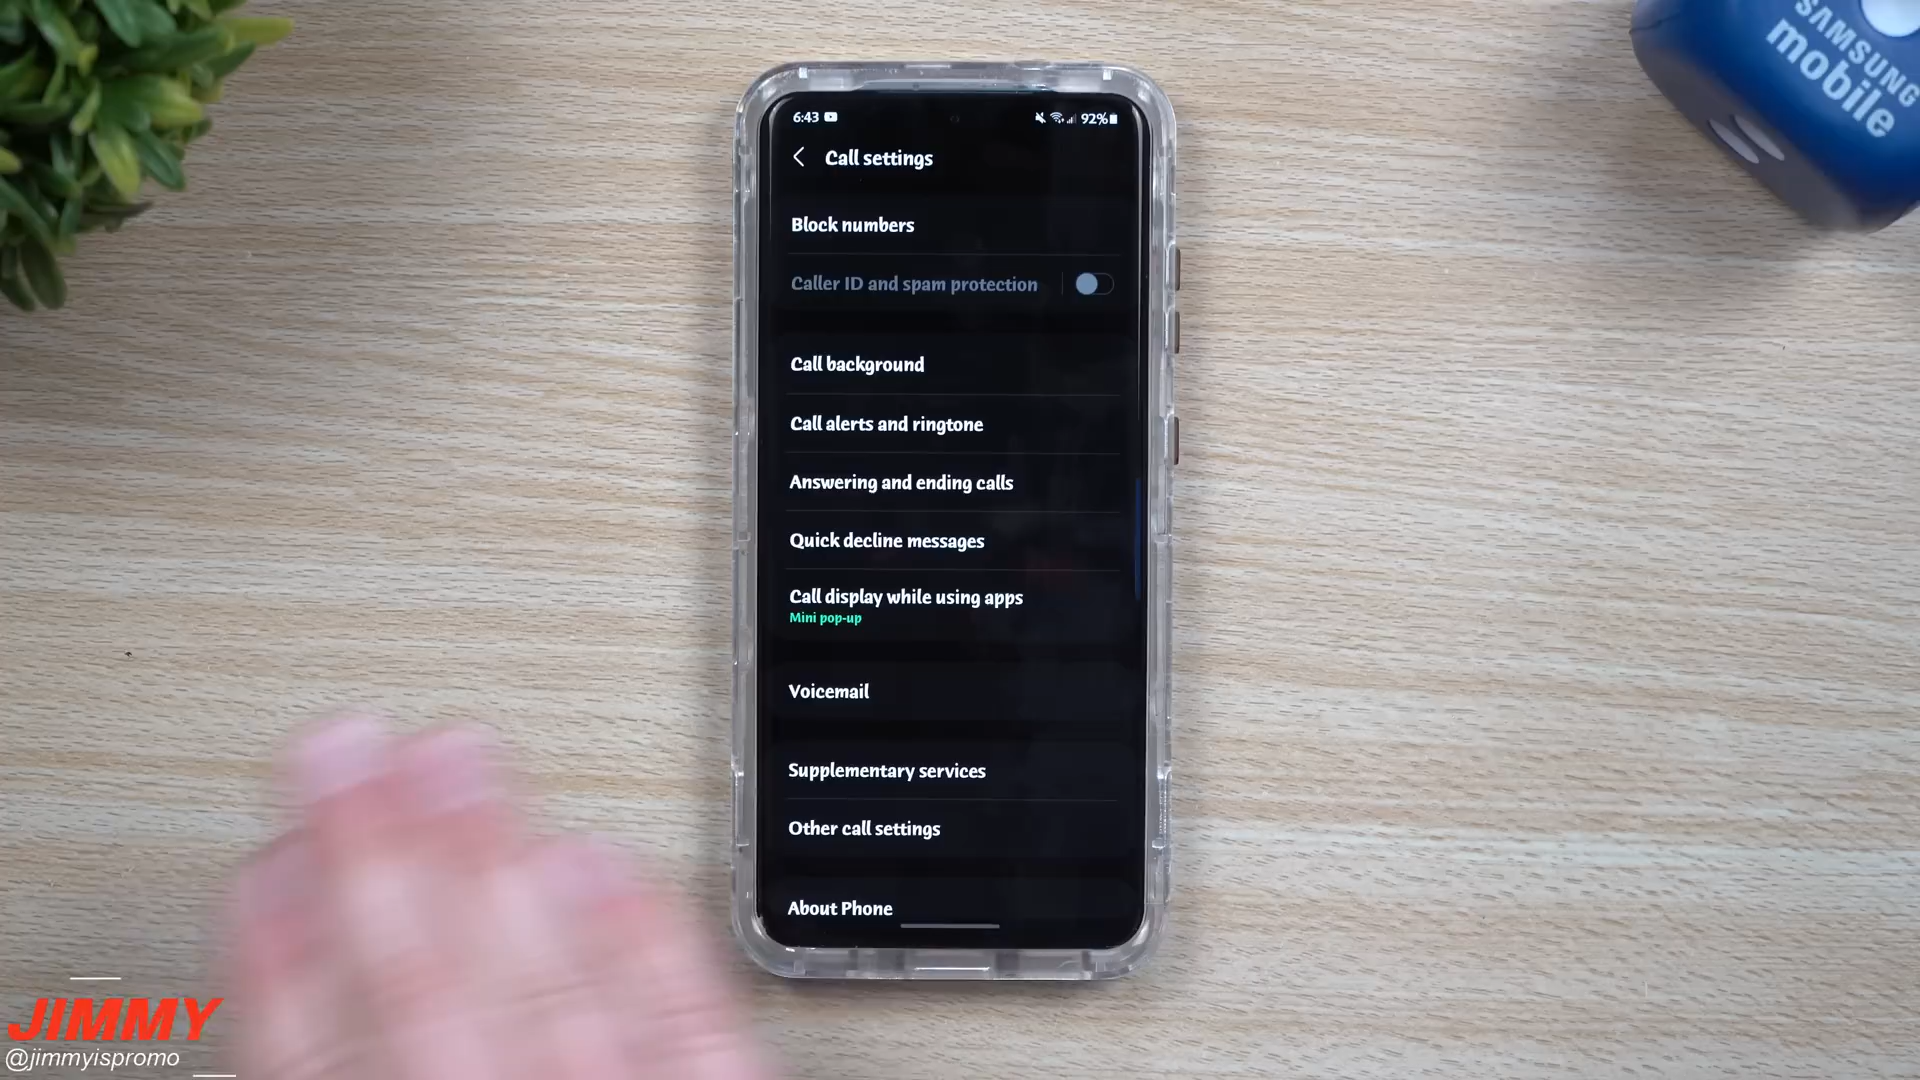 SAMSUNG
mobile
6:43
92%
Call settings
Block numbers
Caller ID and spam protection
Call background
Call alerts and ringtone
Answering and ending calls
Quick decline messages
Call display while using apps
Mini pop-up
Voicemail
Supplementary services
Other call settings
About Phone
JIMMY
@jimmyispromo